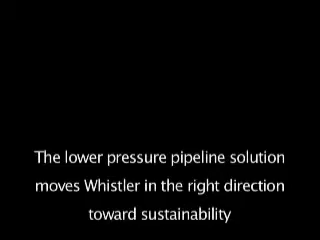 The lower pressure pipeline solution
moves Whistler in the right direction
toward sustainability